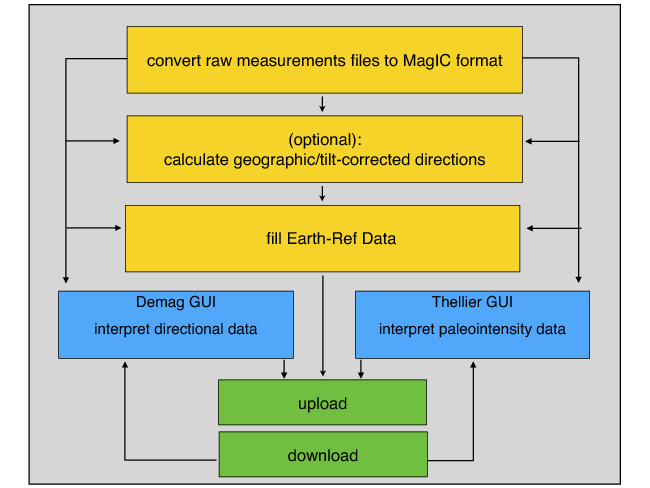 convert raw measurements files to MagIC format
(optional):
calculate geographic/tilt-corrected directions
fill Earth-Ref Data
Demag GUI
interpret directional data
Thellier GUI
interpret paleointensity data
upload
download